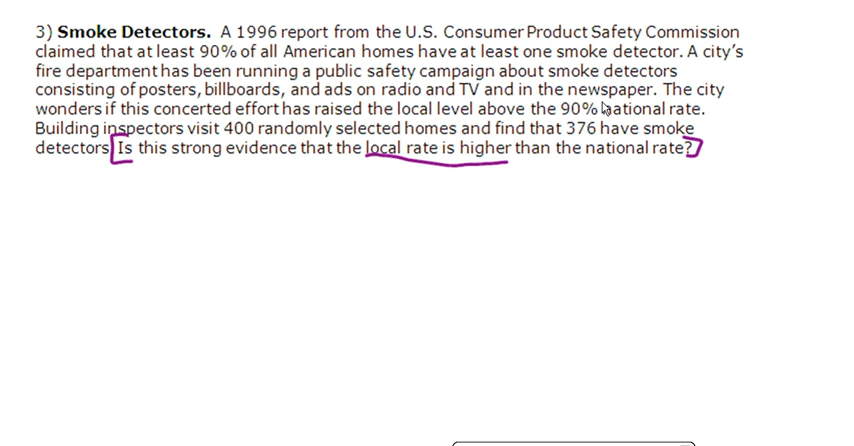 3) Smoke Detectors. A 1996 report from the U.S. Consumer Product Safety Commission
claimed that at least 90% of all American homes have at least one smoke detector. A city's
fire department has been running a public safety campaign about smoke detectors
consisting of posters, billboards, and ads on radio and TV and in the newspaper. The city
wonders if this concerted effort has raised the local level above the 90% national rate.
Building inspectors visit 400 randomly selected homes and find that 376 have smoke
detectors. Is this strong evidence that the local rate is higher than the national rate?